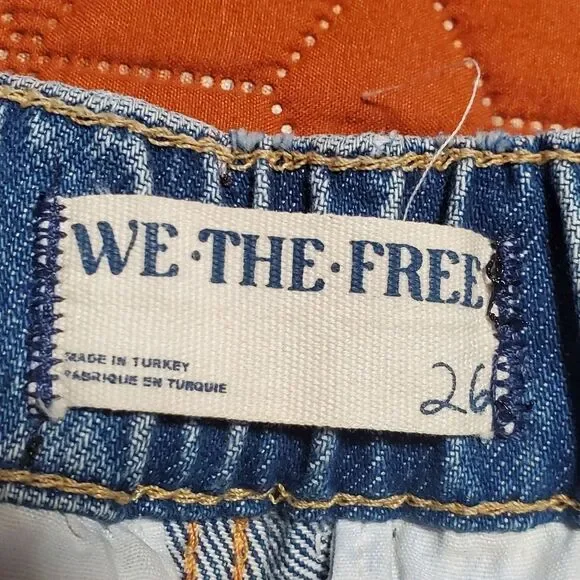 WE·THE·FREE
MADE IN TURKEY
FABRIQUE EN TURQUIE
26